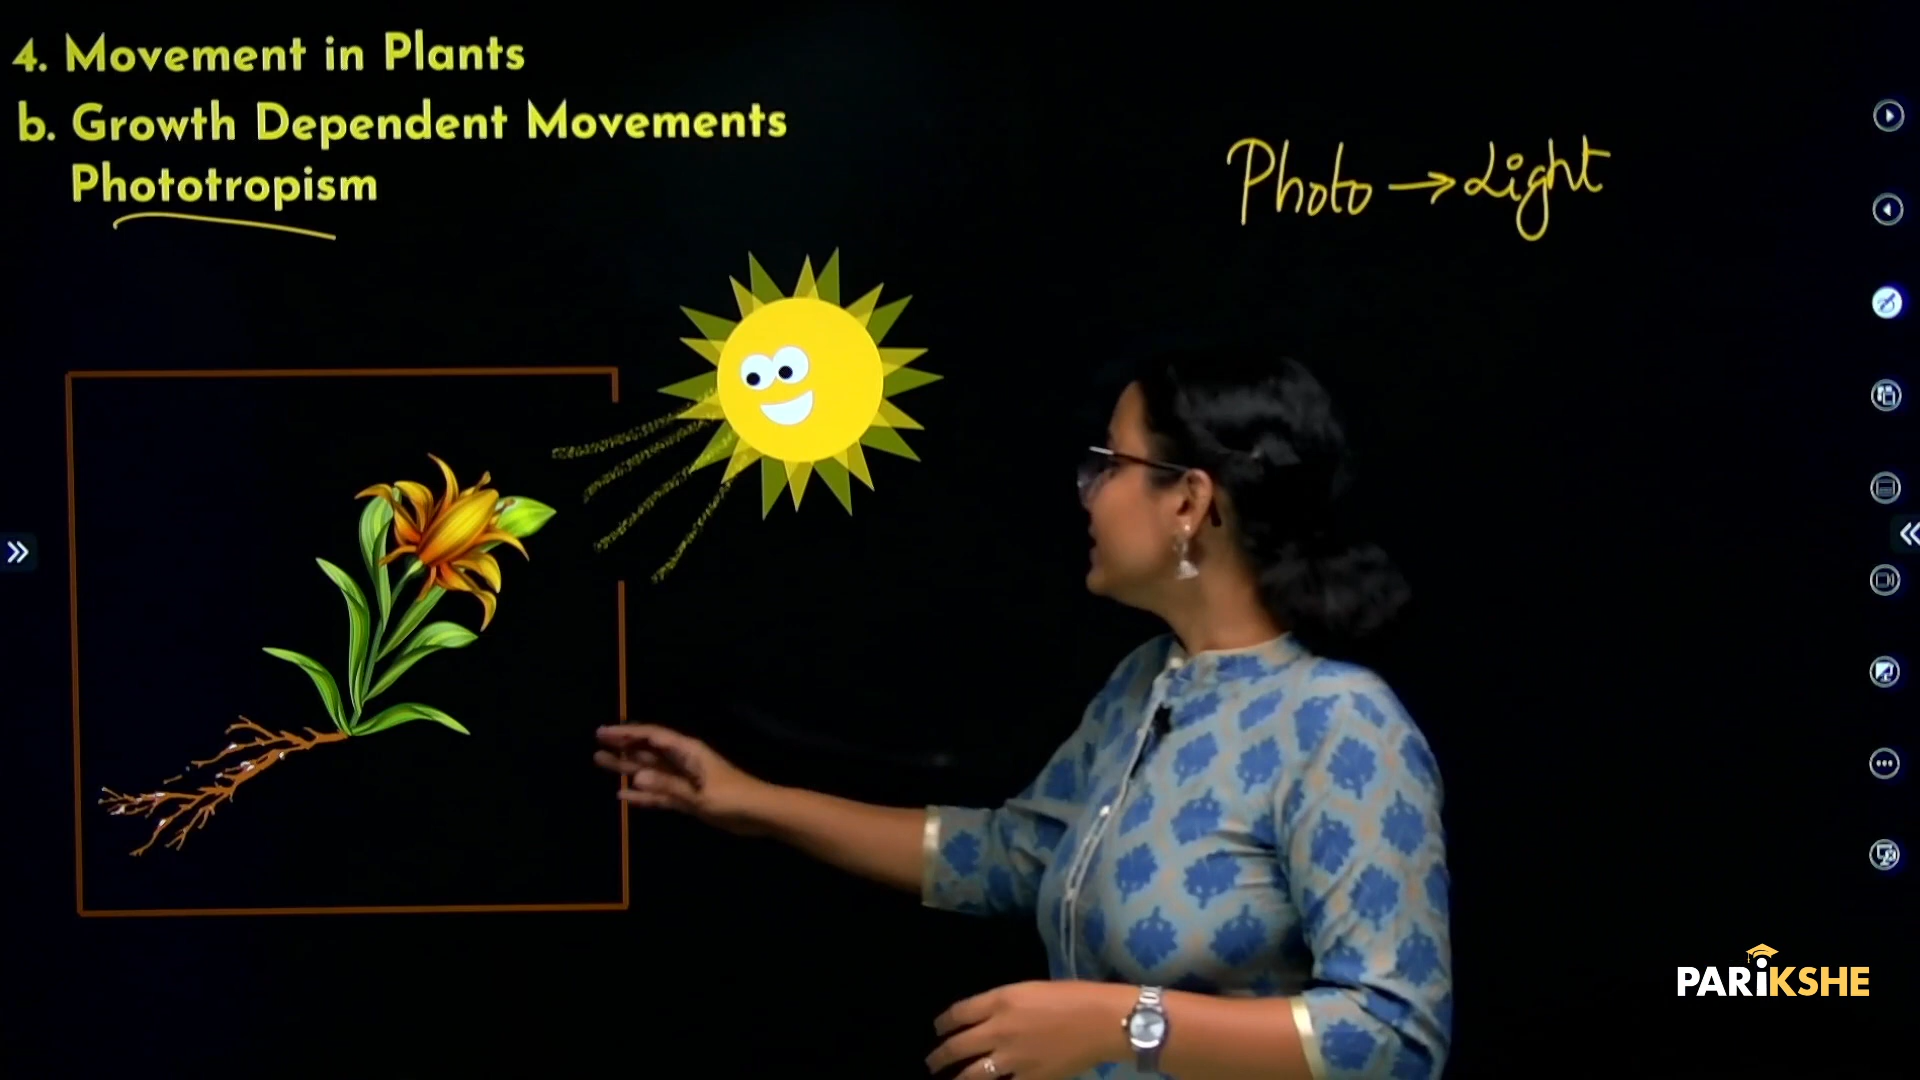 4. Movement in Plants
b. Growth Dependent Movements
Phototropism
Photo → Light
PARiKSHE